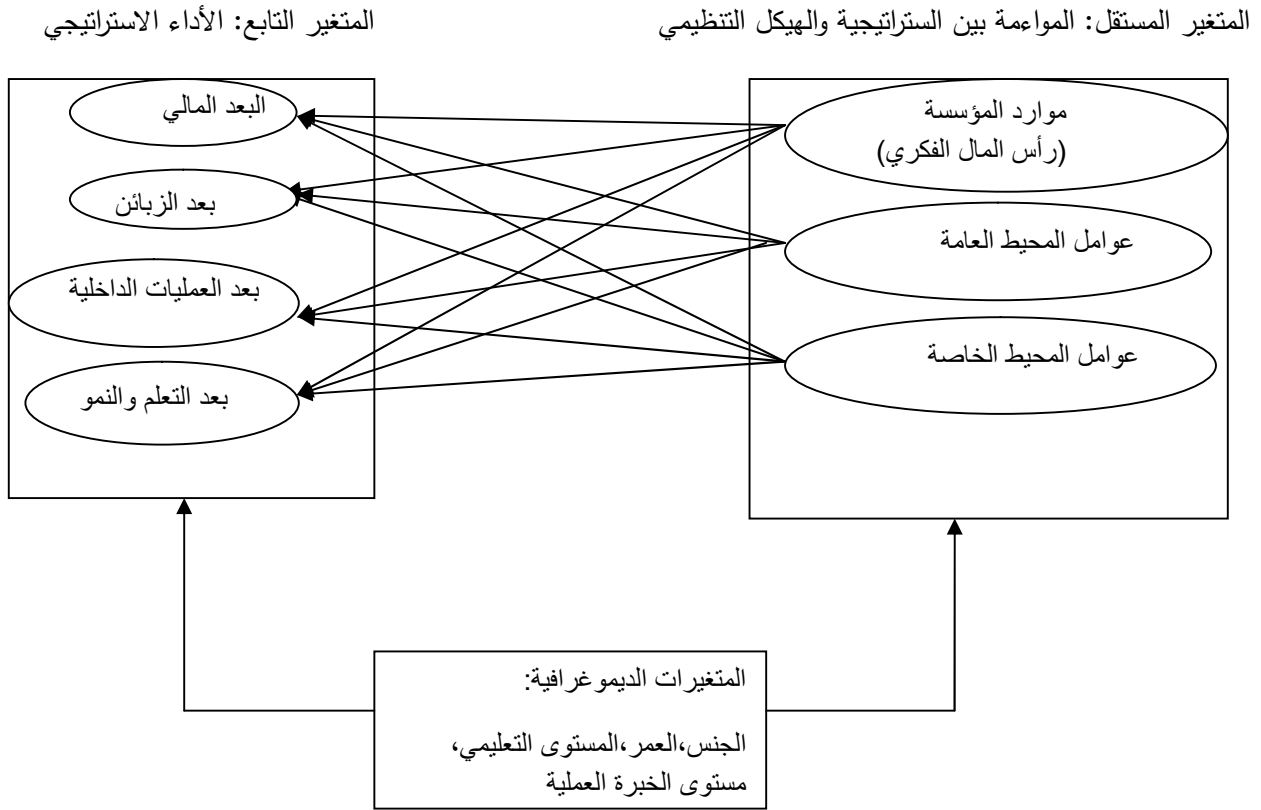 المتغير المستقل: المواءمة بين الستراتيجية والهيكل التنظيمي
المتغير التابع: الأداء الاستراتيجي
موارد المؤسسة
(رأس المال الفكري)
عوامل المحيط العامة
عوامل المحيط الخاصة
البعد المالي
بعد الزبائن
بعد العمليات الداخلية
بعد التعلم والنمو
المتغيرات الديموغرافية:
الجنس،العمر،المستوى التعليمي،
مستوى الخبرة العملية